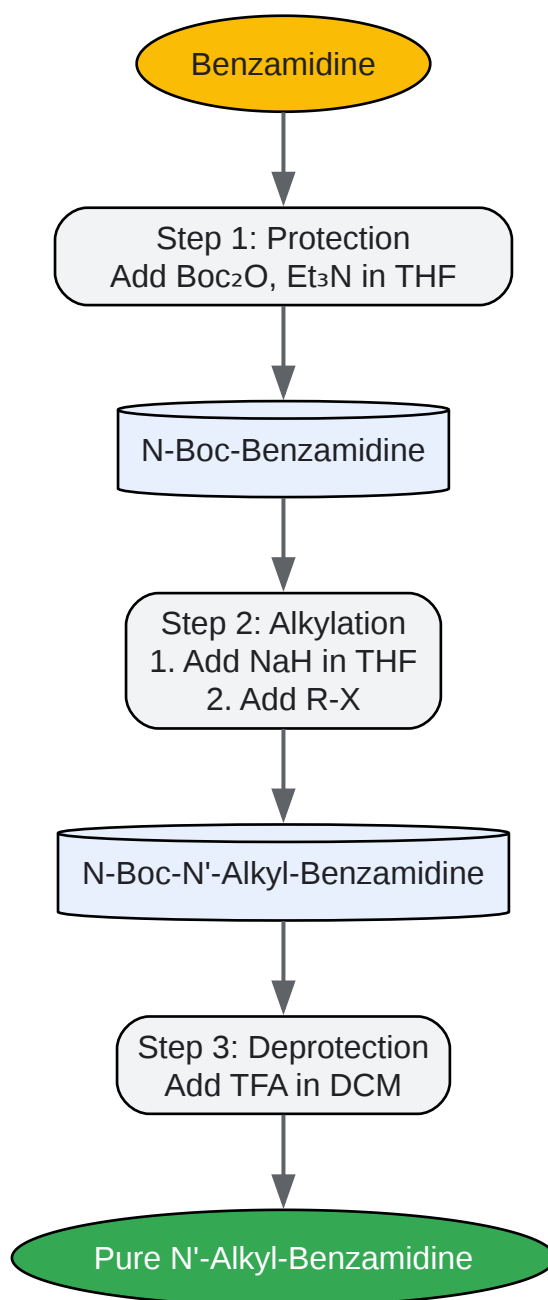 Benzamidine
Step 1: Protection
Add Boc₂O, Et₃N in THF
N-Boc-Benzamidine
Step 2: Alkylation
1. Add NaH in THF
2. Add R-X
N-Boc-N'-Alkyl-Benzamidine
Step 3: Deprotection
Add TFA in DCM
Pure N'-Alkyl-Benzamidine